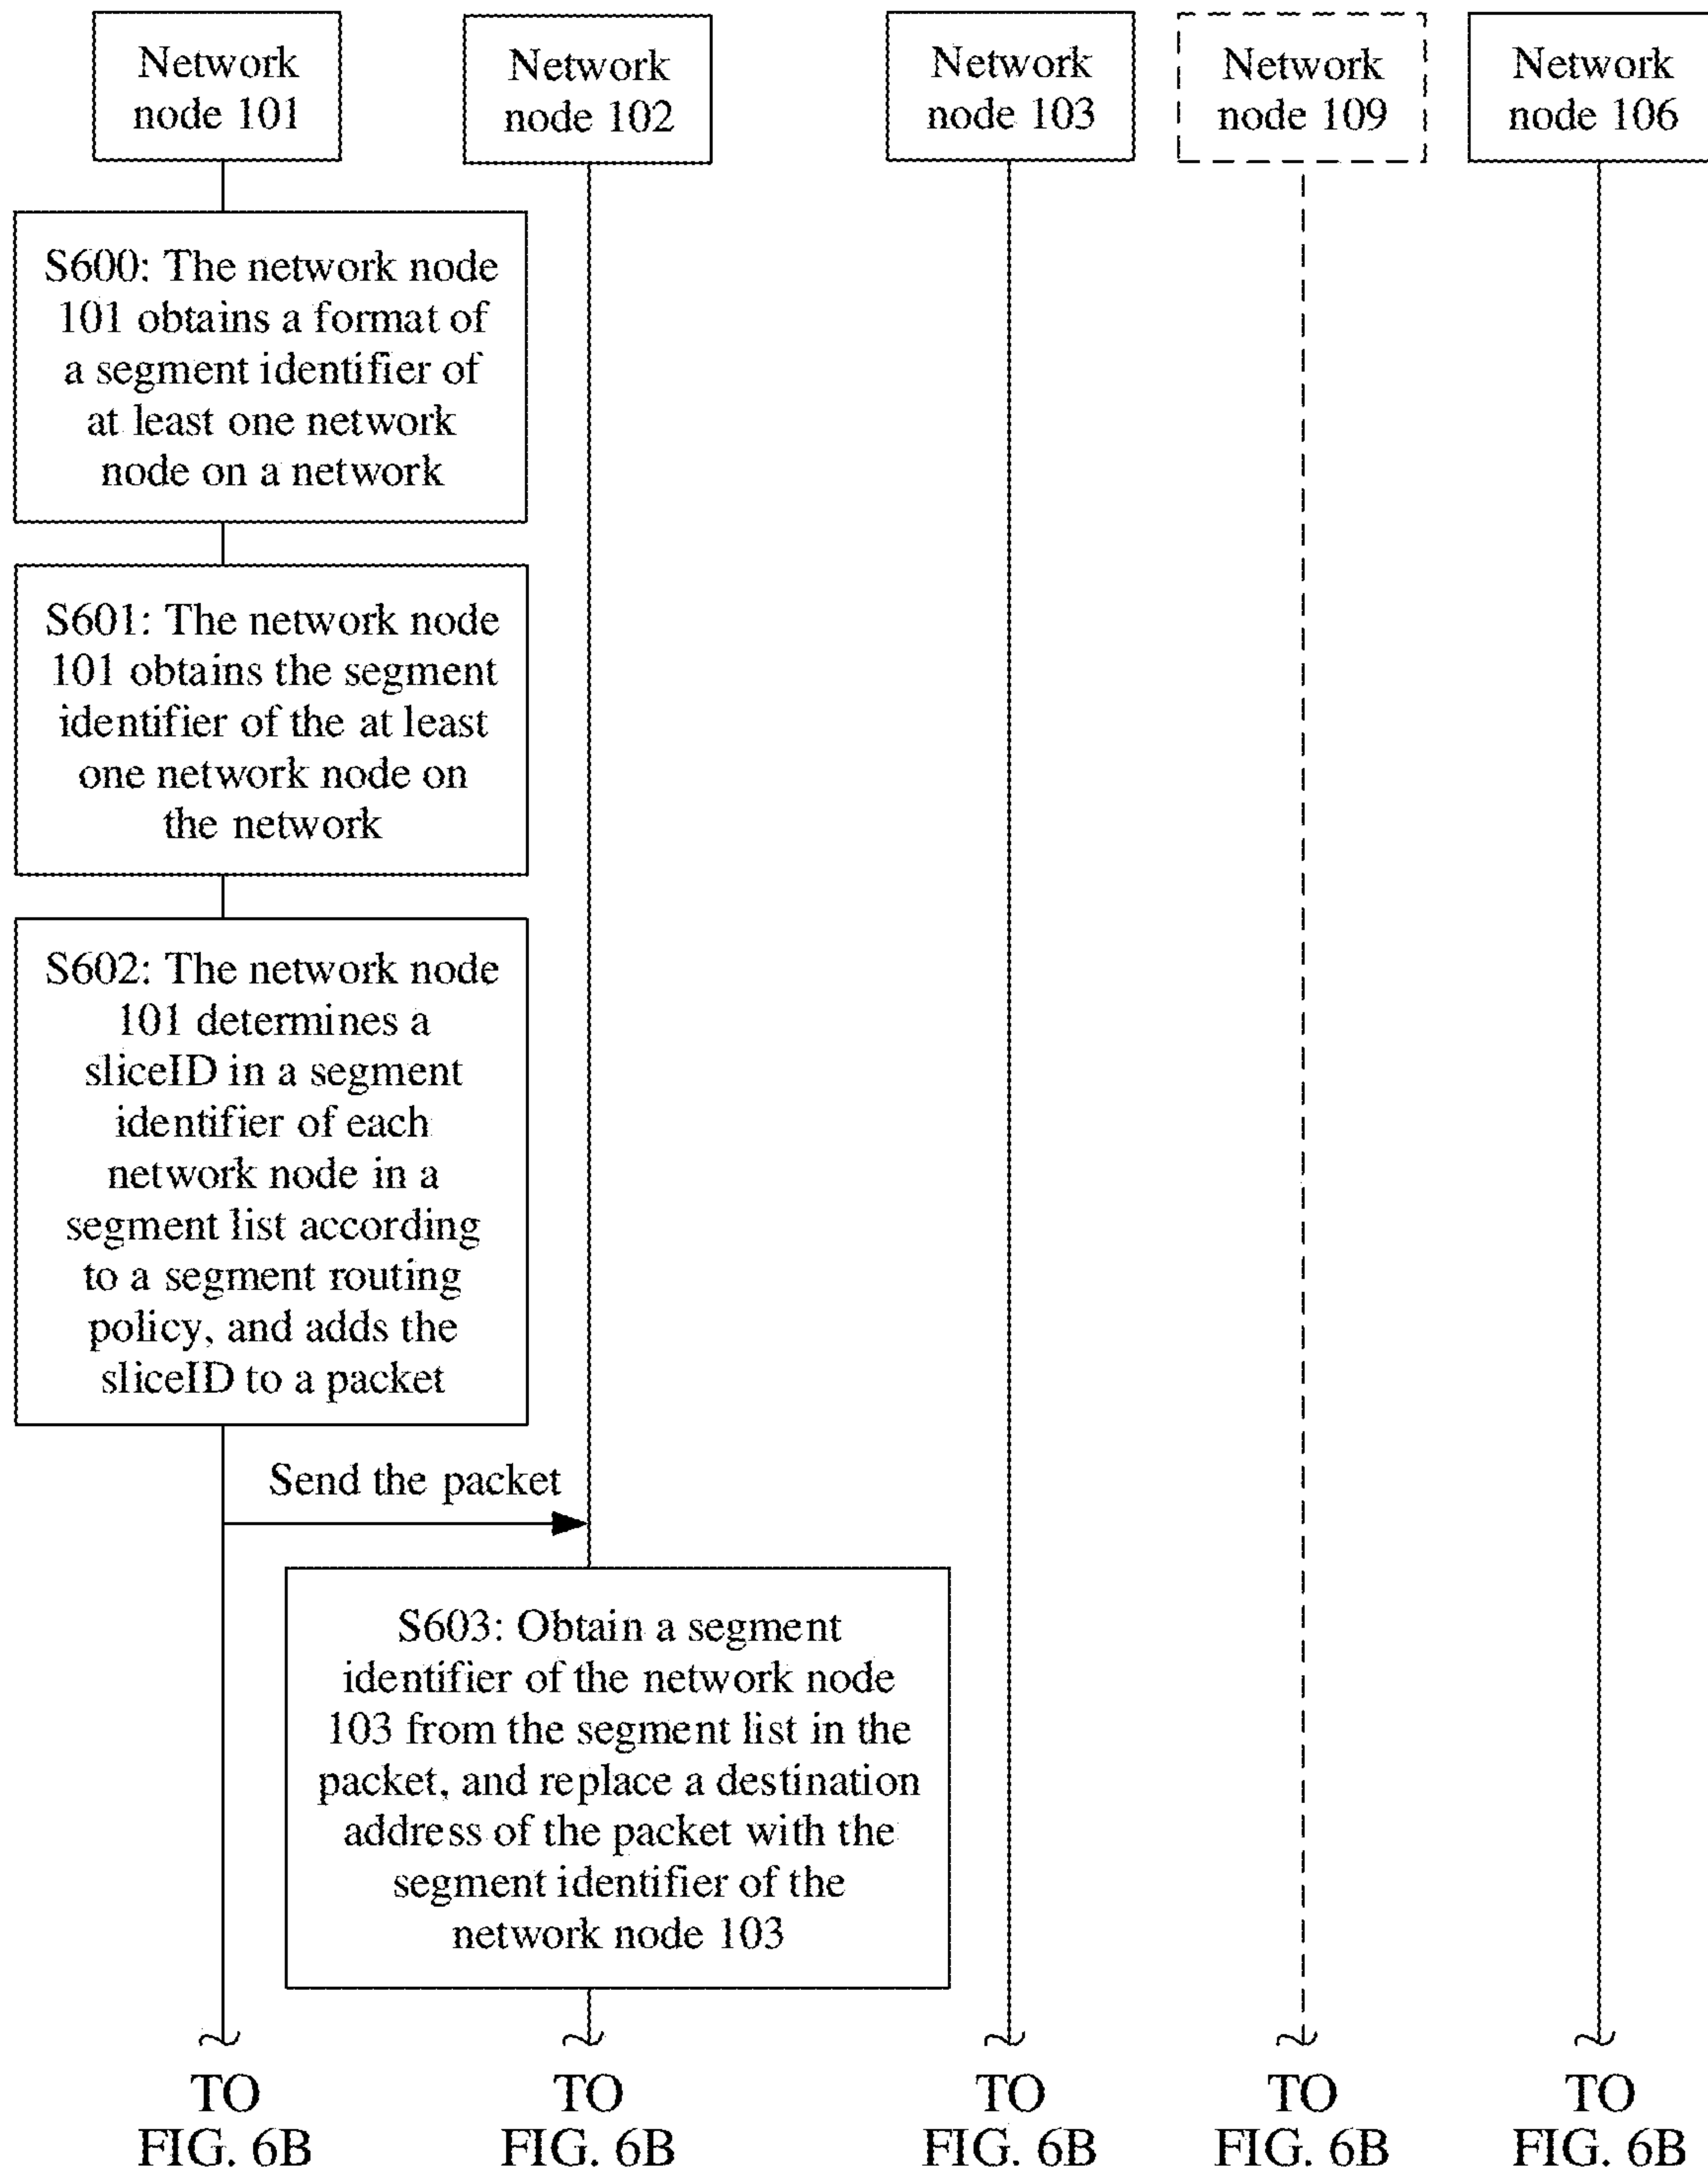 Network
node 101
Network
node 102
Network
node 103
Network
node 109
Network
node 106
S600: The network node
101 obtains a format of
a segment identifier of
at least one network
node on a network
S601: The network node
101 obtains the segment
identifier of the at least
one network node on
the network
S602: The network node
101 determines a
sliceID in a segment
identifier of each
network node in a
segment list according
to a segment routing
policy, and adds the
sliceID to a packet
Send the packet
S603: Obtain a segment
identifier of the network node
103 from the segment list in the
packet, and replace a destination
address of the packet with the
segment identifier of the
network node 103
TO
FIG. 6B
TO
FIG. 6B
TO
FIG. 6B
TO
FIG. 6B
TO
FIG. 6B